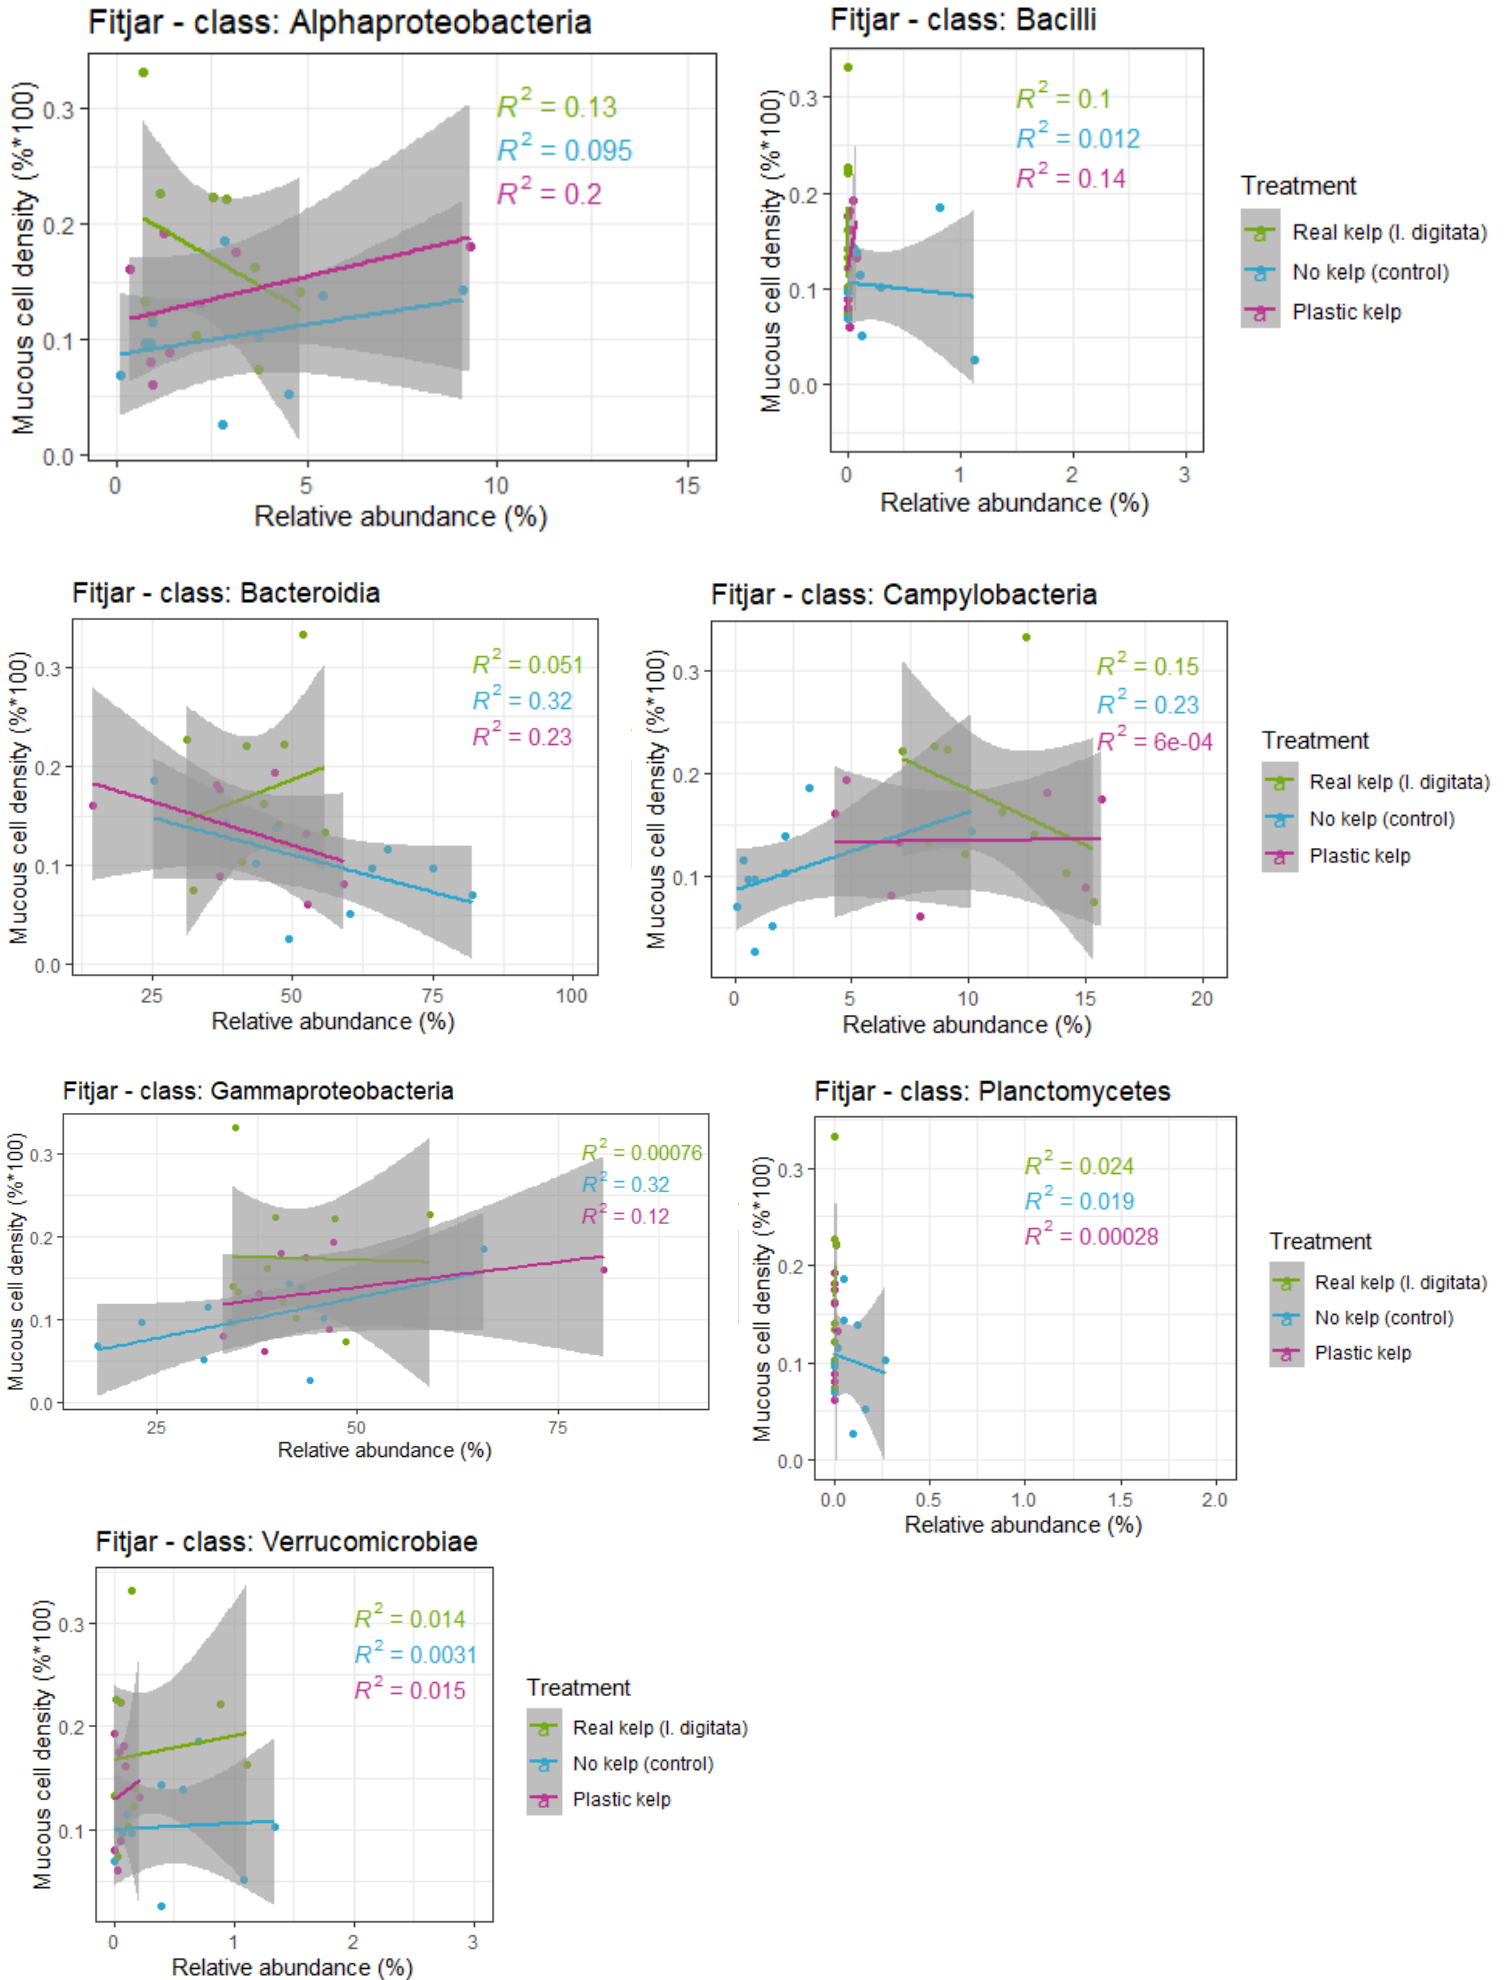 Fitjar - class: Alphaproteobacteria
Mucous cell density (%*100)
0.3
0.2
0.1
0.0
R² = 0.13
R² = 0.095
R² = 0.2
0 5 10 15
Relative abundance (%)
Fitjar - class: Bacilli
Mucous cell density (%*100)
0.3
0.2
0.1
0.0
R² = 0.1
R² = 0.012
R² = 0.14
0 1 2 3
Relative abundance (%)
Treatment
a Real kelp (l. digitata)
a No kelp (control)
a Plastic kelp
Fitjar - class: Bacteroidia
Mucous cell density (%*100)
0.3
0.2
0.1
0.0
R² = 0.051
R² = 0.32
R² = 0.23
25 50 75 100
Relative abundance (%)
Fitjar - class: Campylobacteria
Mucous cell density (%*100)
0.3
0.2
0.1
R² = 0.15
R² = 0.23
R² = 6e-04
0 5 10 15 20
Relative abundance (%)
Treatment
a Real kelp (l. digitata)
a No kelp (control)
a Plastic kelp
Fitjar - class: Gammaproteobacteria
Mucous cell density (%*100)
0.3
0.2
0.1
0.0
R² = 0.00076
R² = 0.32
R² = 0.12
25 50 75
Relative abundance (%)
Fitjar - class: Planctomycetes
Mucous cell density (%*100)
0.3
0.2
0.1
0.0
R² = 0.024
R² = 0.019
R² = 0.00028
0.0 0.5 1.0 1.5 2.0
Relative abundance (%)
Treatment
a Real kelp (l. digitata)
a No kelp (control)
a Plastic kelp
Fitjar - class: Verrucomicrobiae
Mucous cell density (%*100)
0.3
0.2
0.1
R² = 0.014
R² = 0.0031
R² = 0.015
0 1 2 3
Relative abundance (%)
Treatment
a Real kelp (l. digitata)
a No kelp (control)
a Plastic kelp